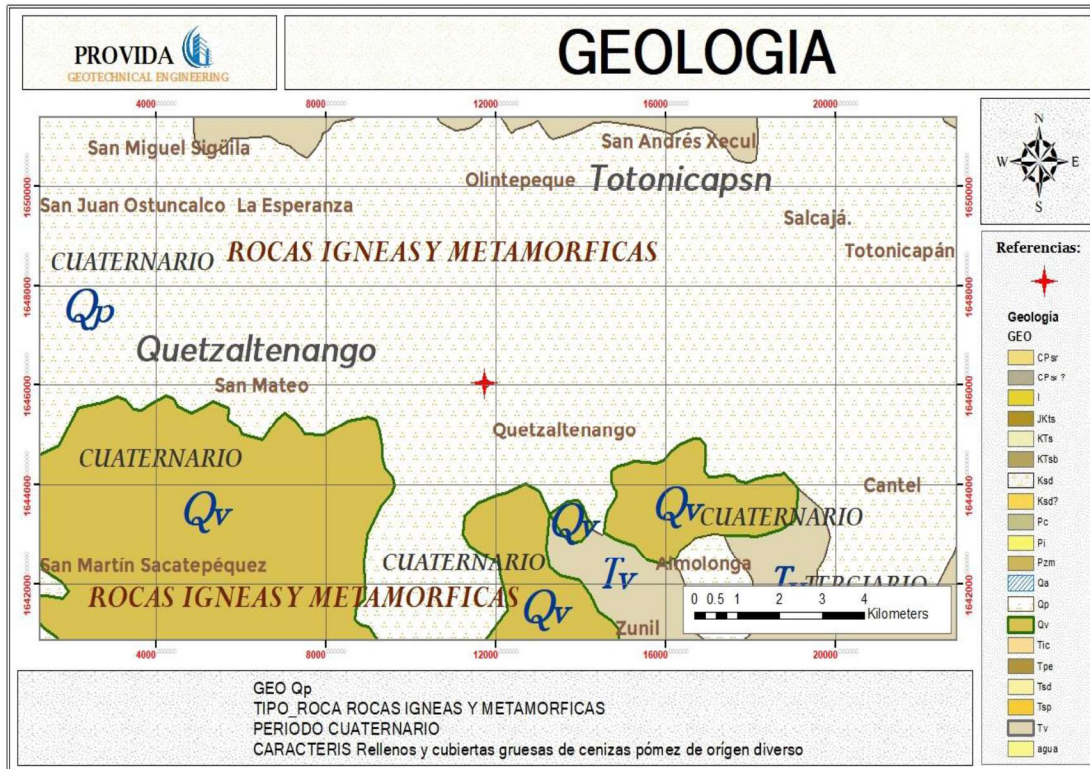 PROVIDA
GEOTECHNICAL ENGINEERING
GEOLOGIA
4000 8000 12000 16000 20000
San Miguel Sigüila
San Andrés Xecul
Olintepeque
Totonicapsn
1650000
1650000
San Juan Ostuncalco La Esperanza
Salcajá.
ROCAS IGNEAS Y METAMORFICAS
Totonicapán
CUATERNARIO
1648000
1648000
Qp
Quetzaltenango
San Mateo
1646000
1646000
Quetzaltenango
CUATERNARIO
1644000
1644000
Cantel
Qv
Qv
Qv
CUATERNARIO
San Martín Sacatepéquez
CUATERNARIO
Almolonga
Tv
Tv TERCIARIO
1642000
1642000
ROCAS IGNEAS Y METAMORFICAS
Qv
Zunil
0 0.5 1 2 3 4
Kilometers
4000 8000 12000 16000 20000
N
W E
S
Referencias:
Geología
GEO
CPsr
CPsr ?
I
JKts
KTs
KTsb
Ksd
Ksd?
Pc
Pi
Pzm
Qa
Qp
Qv
Tic
Tpe
Tsd
Tsp
Tv
agua
GEO Qp
TIPO_ROCA ROCAS IGNEAS Y METAMORFICAS
PERIODO CUATERNARIO
CARACTERIS Rellenos y cubiertas gruesas de cenizas pómez de orígen diverso